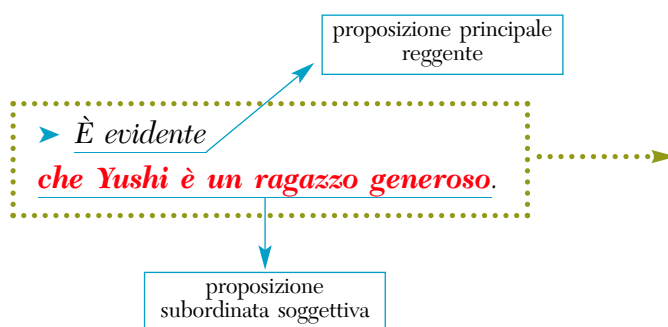 proposizione principale
reggente
➤ È evidente
che Yushi è un ragazzo generoso.
proposizione
subordinata soggettiva